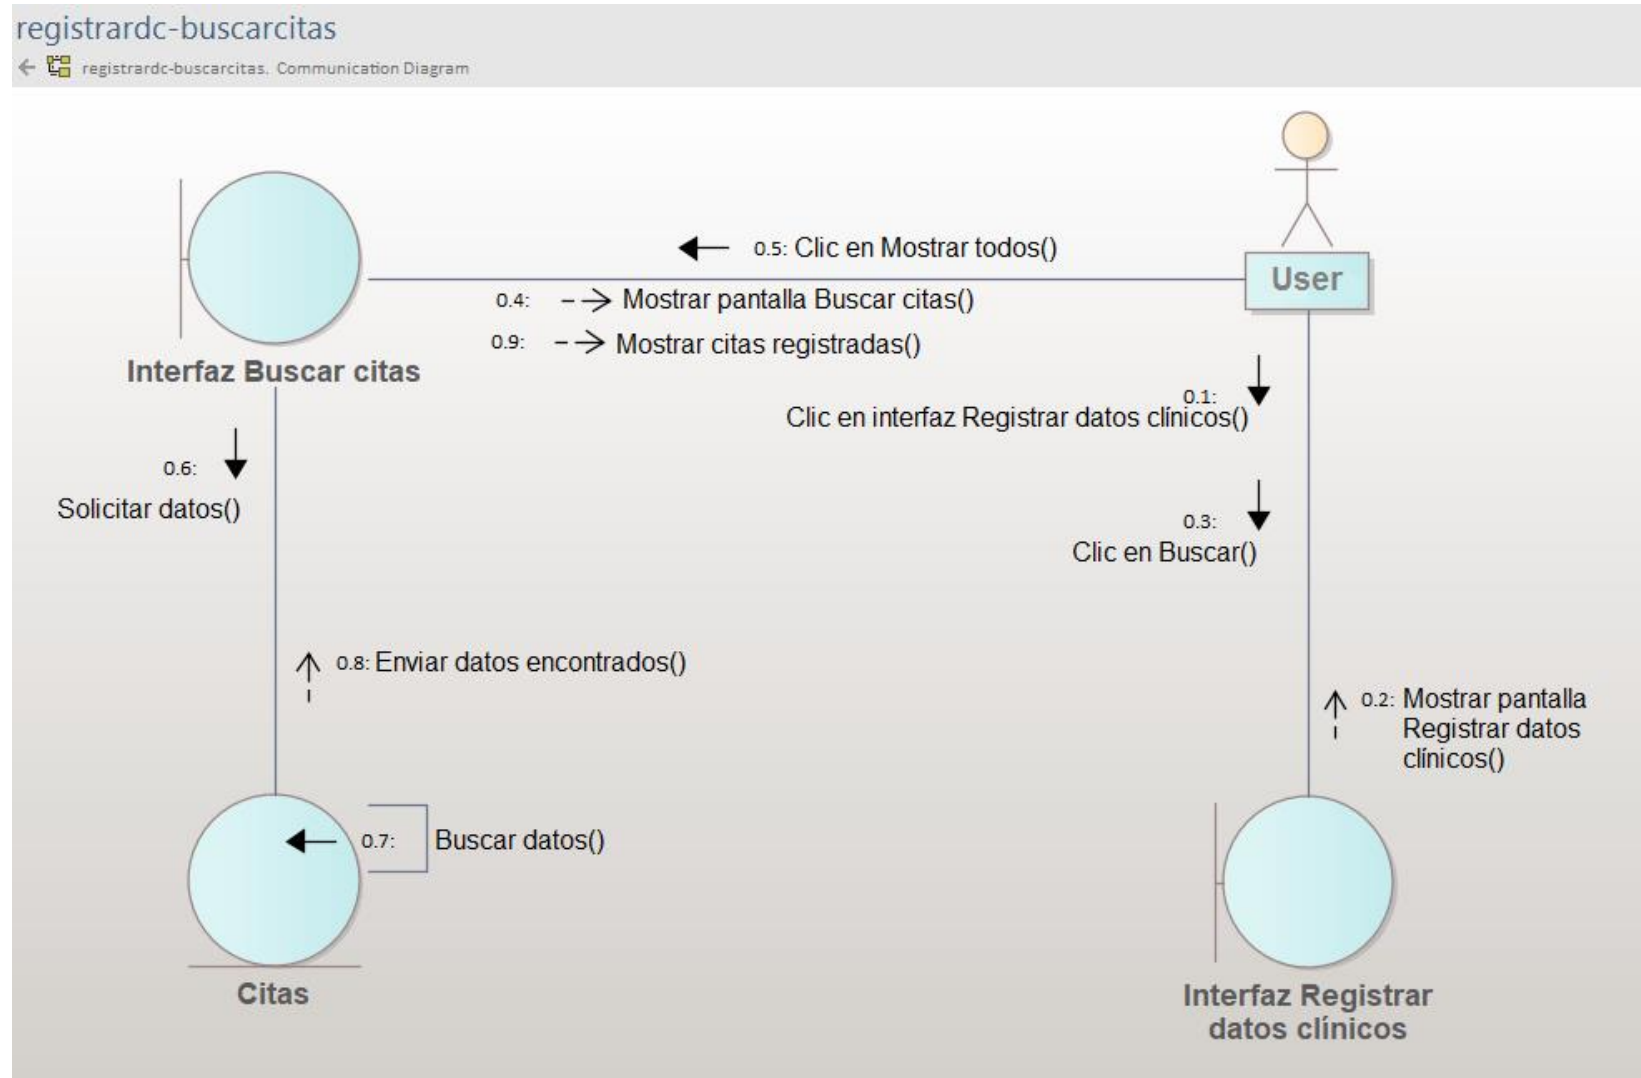 registrardc-buscarcitas
registrardc-buscarcitas. Communication Diagram
0.5: Clic en Mostrar todos()
User
0.4: Mostrar pantalla Buscar citas()
0.9: Mostrar citas registradas()
Interfaz Buscar citas
0.1:
Clic en interfaz Registrar datos clínicos()
0.6:
Solicitar datos()
0.3:
Clic en Buscar()
0.8: Enviar datos encontrados()
0.2: Mostrar pantalla
Registrar datos
clínicos()
0.7: Buscar datos()
Citas
Interfaz Registrar
datos clínicos